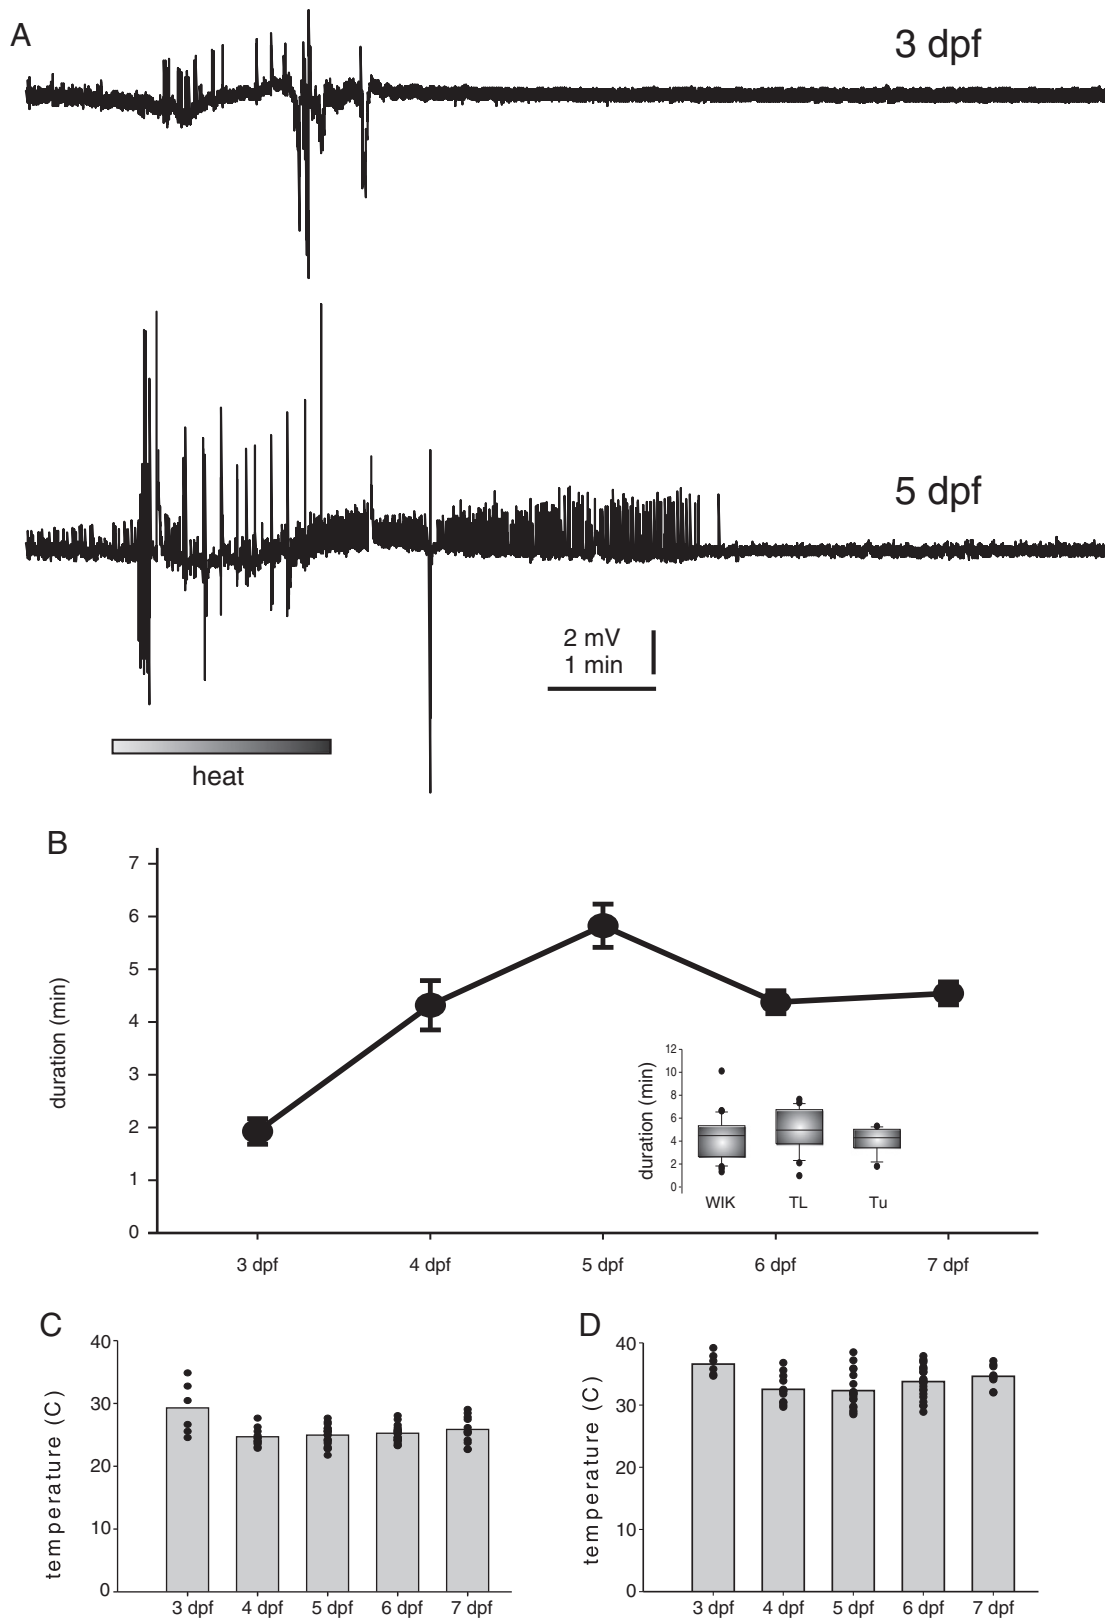 A
3 dpf
5 dpf
2 mV
1 min
heat
B
7
6
5
4
3
2
1
0
duration (min)
3 dpf 4 dpf 5 dpf 6 dpf 7 dpf
12
10
8
6
4
2
0
duration (min)
WIK TL Tu
C
40
30
20
10
0
temperature (C)
3 dpf 4 dpf 5 dpf 6 dpf 7 dpf
D
40
30
20
10
0
temperature (C)
3 dpf 4 dpf 5 dpf 6 dpf 7 dpf